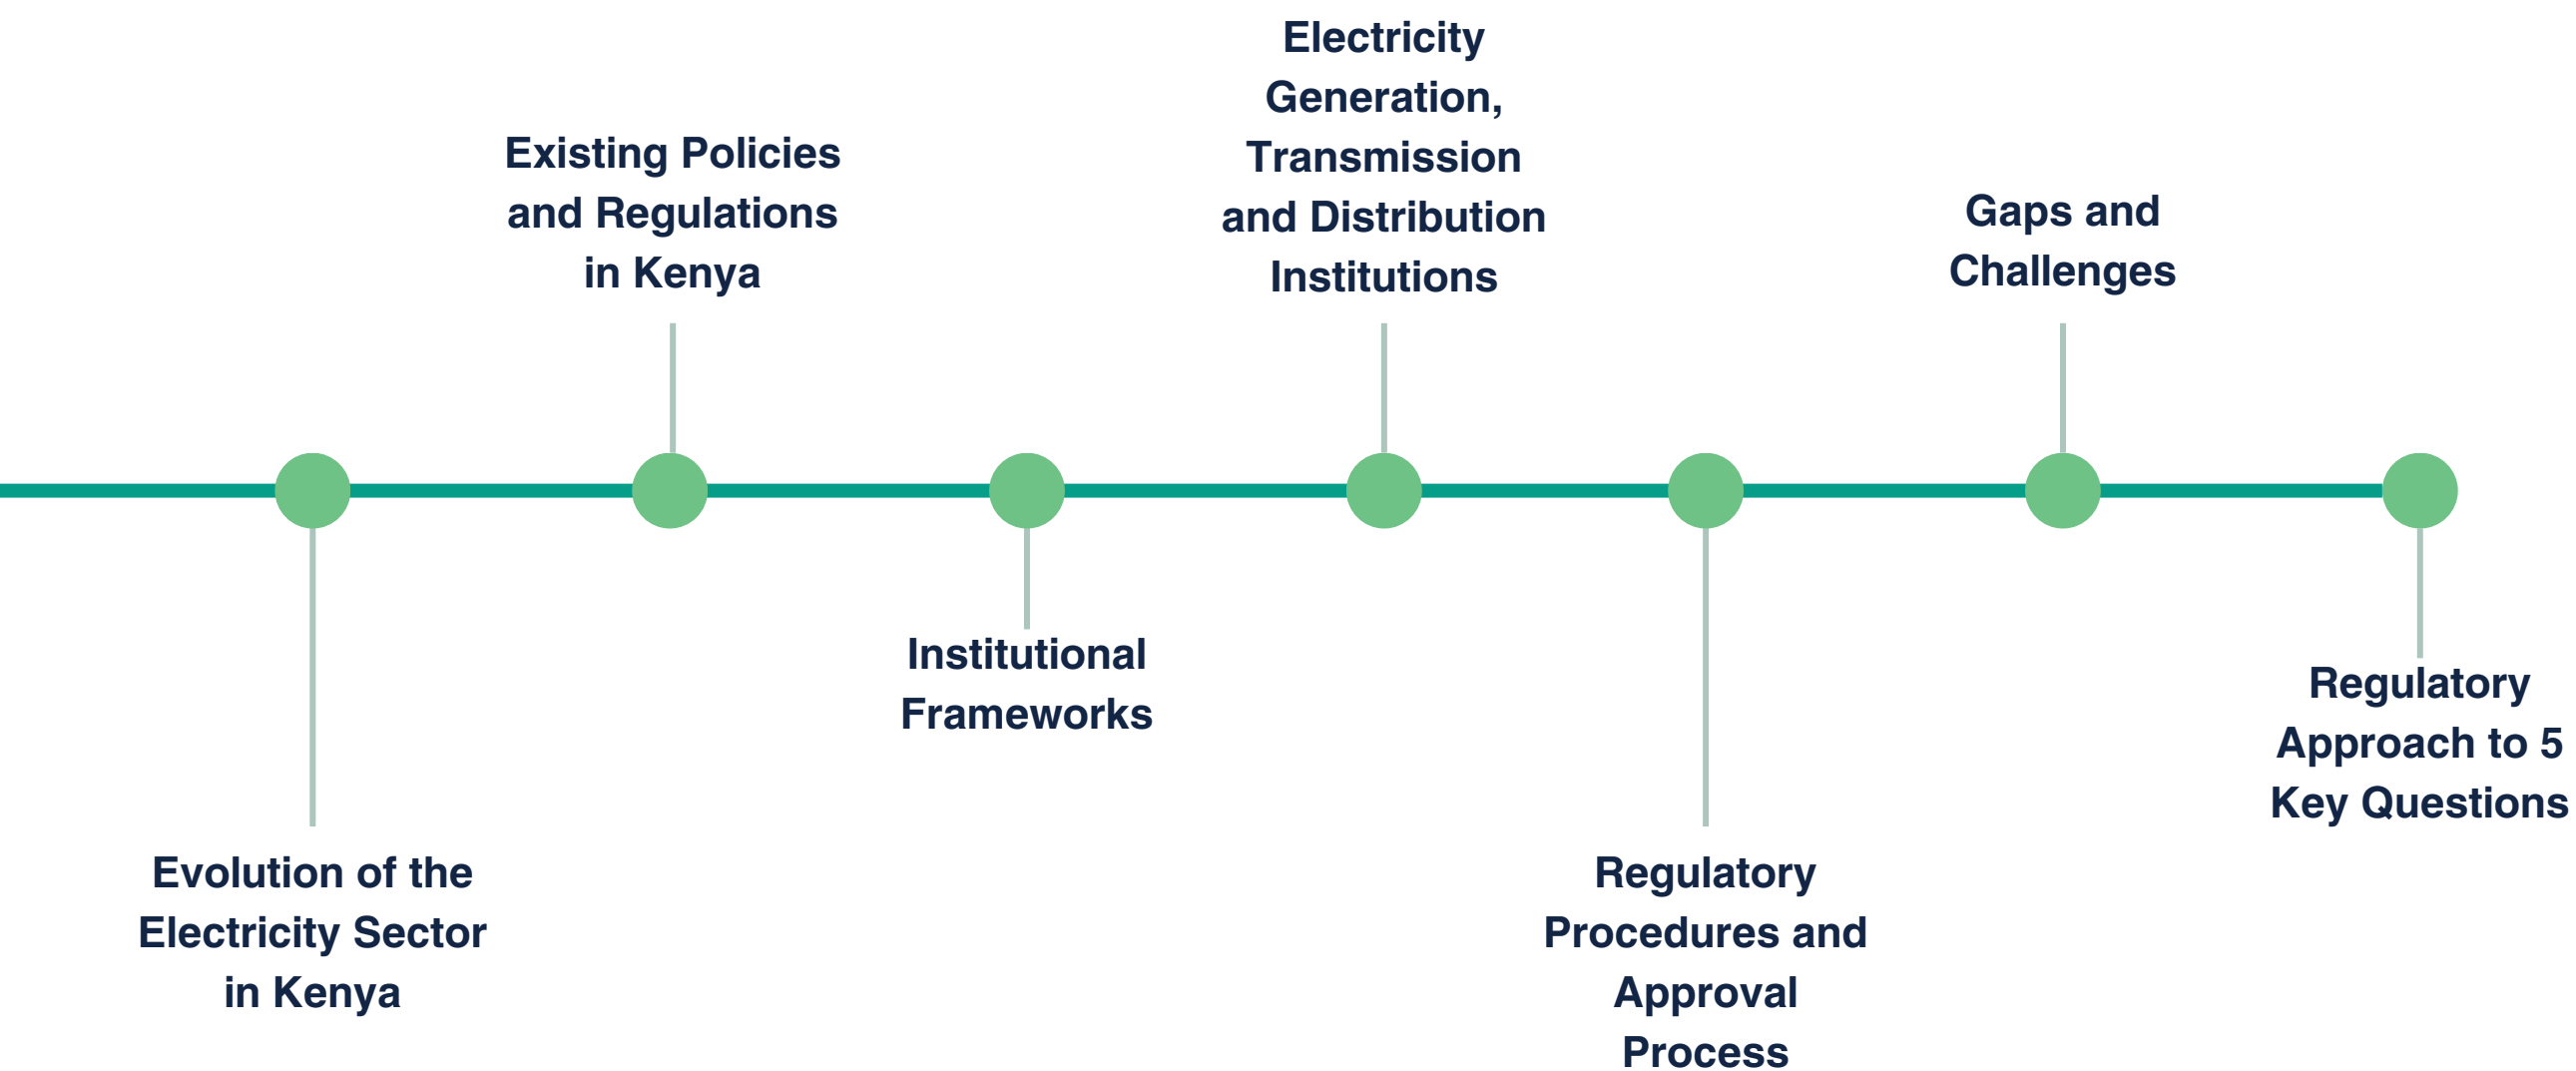 Evolution of the
Electricity Sector
in Kenya
Existing Policies
and Regulations
in Kenya
Institutional
Frameworks
Electricity
Generation,
Transmission
and Distribution
Institutions
Regulatory
Procedures and
Approval
Process
Gaps and
Challenges
Regulatory
Approach to 5
Key Questions